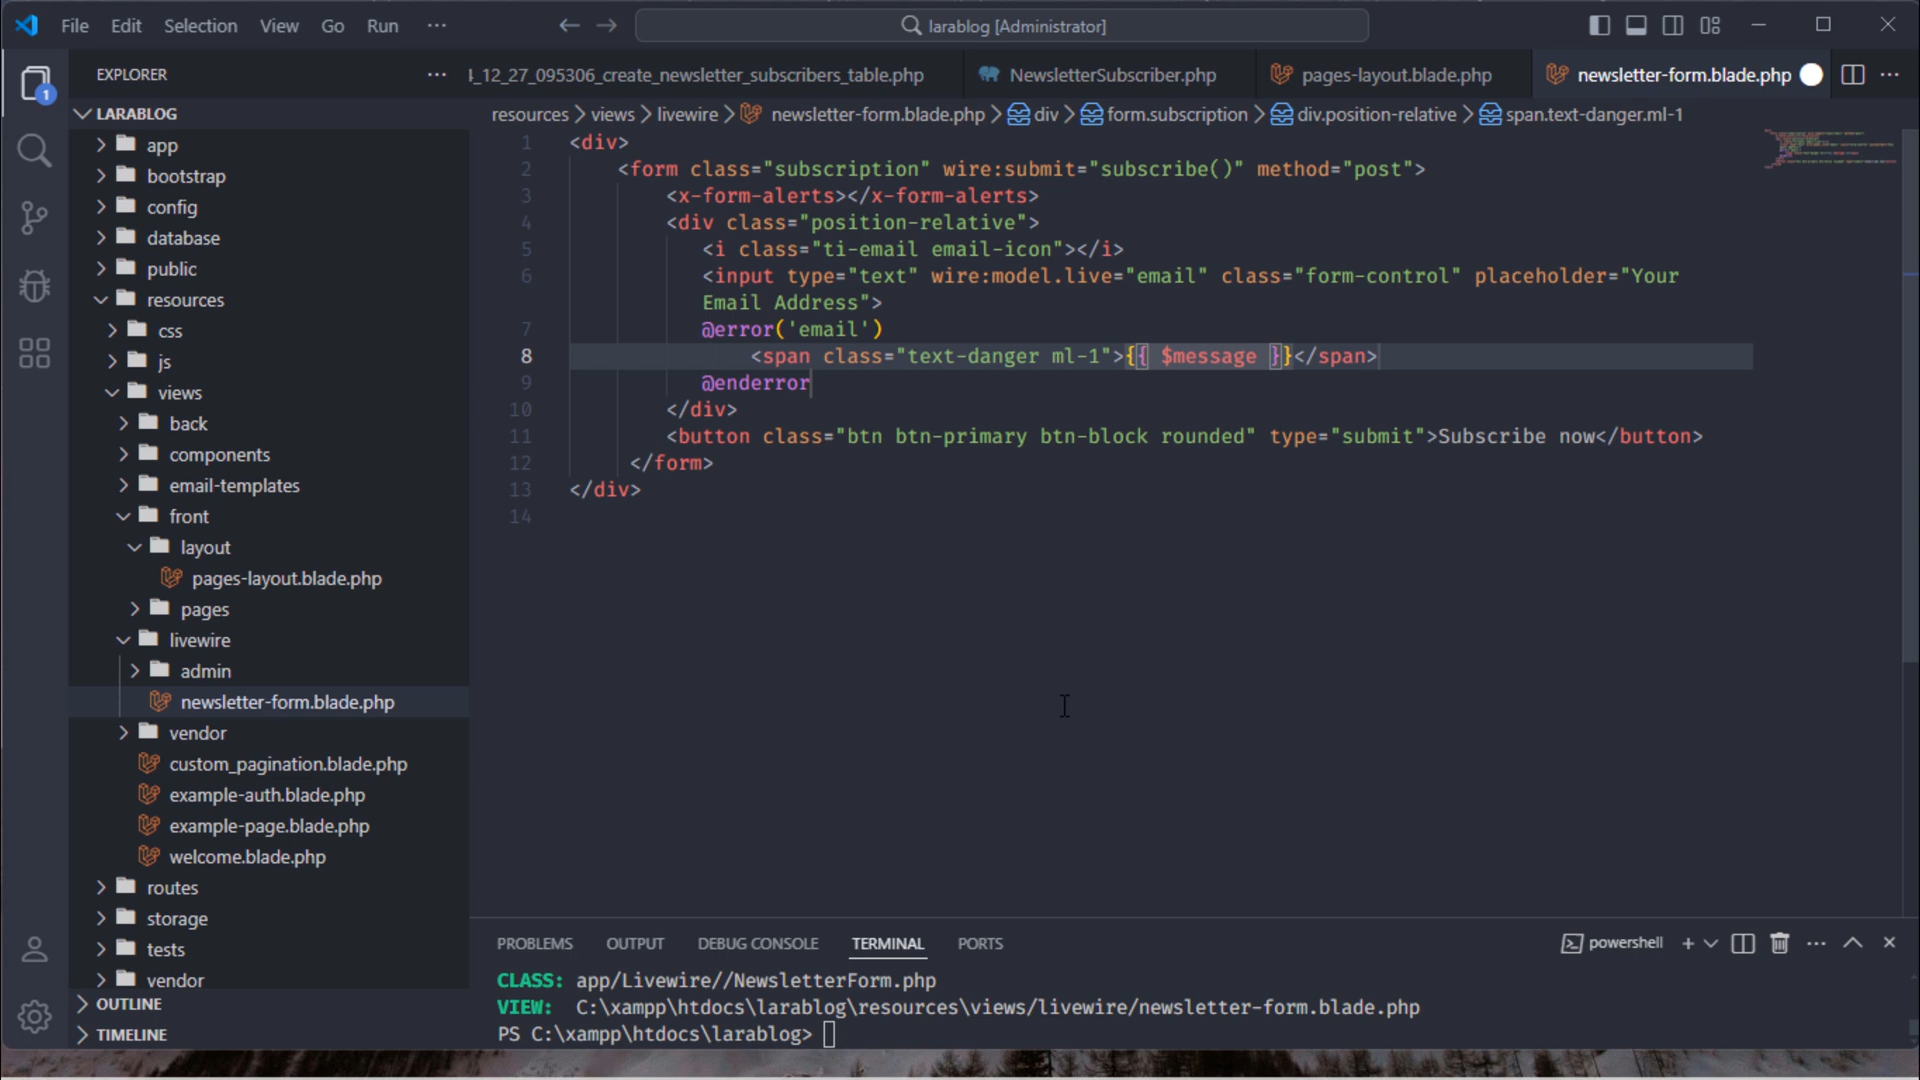 File Edit Selection View Go Run ··· larablog [Administrator]
EXPLORER ···
_12_27_095306_create_newsletter_subscribers_table.php NewsletterSubscriber.php pages-layout.blade.php newsletter-form.blade.php ···
1
LARABLOG
app
bootstrap
config
database
public
resources
css
js
views
back
components
email-templates
front
layout
pages-layout.blade.php
pages
livewire
admin
newsletter-form.blade.php
vendor
custom_pagination.blade.php
example-auth.blade.php
example-page.blade.php
welcome.blade.php
routes
storage
tests
vendor
OUTLINE
TIMELINE
resources > views > livewire > newsletter-form.blade.php > div > form.subscription > div.position-relative > span.text-danger.ml-1
1 <div>
2 <form class="subscription" wire:submit="subscribe()" method="post">
3 <x-form-alerts></x-form-alerts>
4 <div class="position-relative">
5 <i class="ti-email email-icon"></i>
6 <input type="text" wire:model.live="email" class="form-control" placeholder="Your
Email Address">
7 @error('email')
8 <span class="text-danger ml-1">{{ $message }}</span>
9 @enderror
10 </div>
11 <button class="btn btn-primary btn-block rounded" type="submit">Subscribe now</button>
12 </form>
13 </div>
14
PROBLEMS OUTPUT DEBUG CONSOLE TERMINAL PORTS powershell ···
CLASS: app/Livewire//NewsletterForm.php
VIEW: C:\xampp\htdocs\larablog\resources\views/livewire/newsletter-form.blade.php
PS C:\xampp\htdocs\larablog>